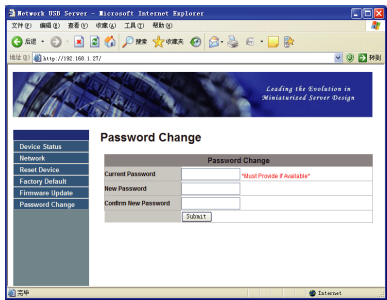 Network USB Server - Microsoft Internet Explorer
文件(F) 编辑(E) 查看(V) 收藏(A) 工具(T) 帮助(H)
后退 搜索 收藏夹
地址(D) http://192.168.1.27/ 转到
Leading the Evolution in
Miniaturized Server Design
Password Change
Device Status
Network
Reset Device
Factory Default
Firmware Update
Password Change
Password Change
Current Password *Must Provide if Available*
New Password
Confirm New Password
Submit
完毕 Internet